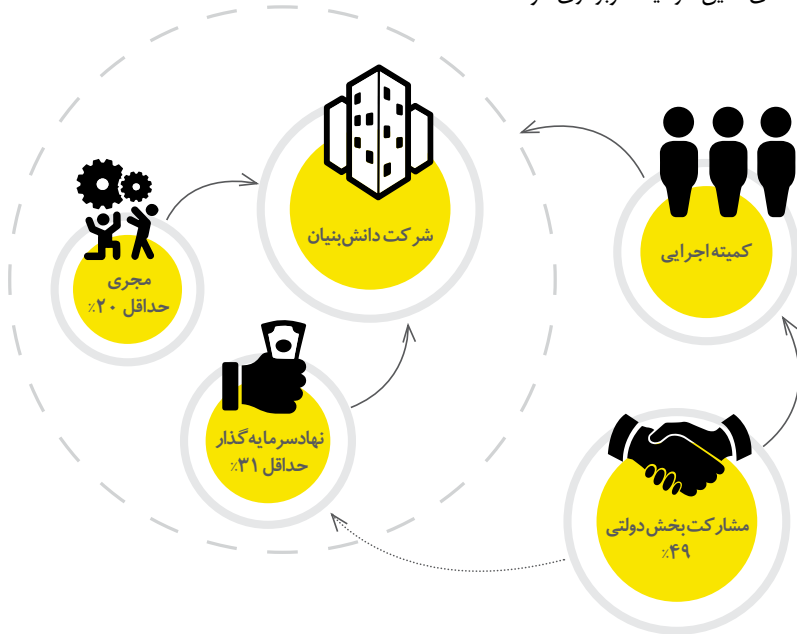 شرکت دانش‌بنیان
کمیته اجرایی
مجری
حداقل ۲۰٪
نهاد سرمایه‌گذار
حداقل ۳۱٪
مشارکت بخش دولتی
۴۹٪